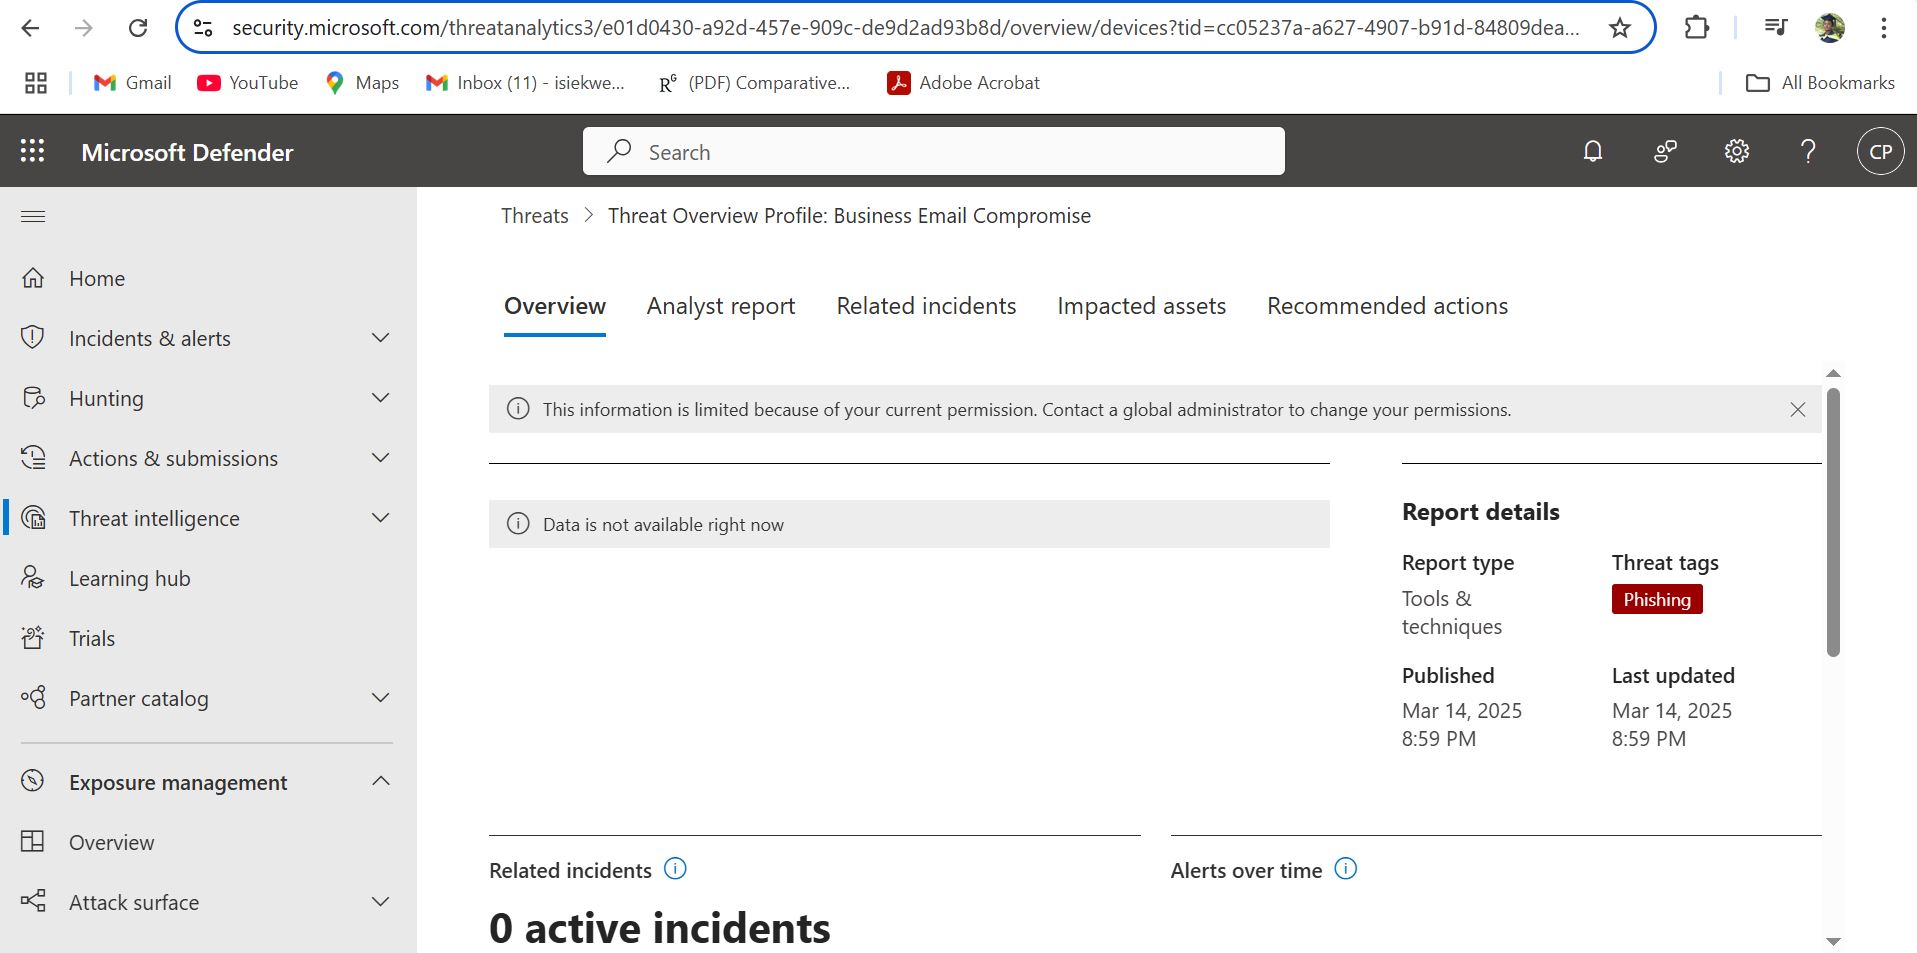 security.microsoft.com/threatanalytics3/e01d0430-a92d-457e-909c-de9d2ad93b8d/overview/devices?tid=cc05237a-a627-4907-b91d-84809dea...
Gmail
YouTube
Maps
Inbox (11) - isiekwe...
RG (PDF) Comparative...
Adobe Acrobat
All Bookmarks
Microsoft Defender
Search
CP
Threats > Threat Overview Profile: Business Email Compromise
Home
Incidents & alerts
Hunting
Actions & submissions
Threat intelligence
Learning hub
Trials
Partner catalog
Exposure management
Overview
Attack surface
Overview
Analyst report
Related incidents
Impacted assets
Recommended actions
This information is limited because of your current permission. Contact a global administrator to change your permissions.
Data is not available right now
Report details
Report type
Tools &
techniques
Threat tags
Phishing
Published
Mar 14, 2025
8:59 PM
Last updated
Mar 14, 2025
8:59 PM
Related incidents
0 active incidents
Alerts over time